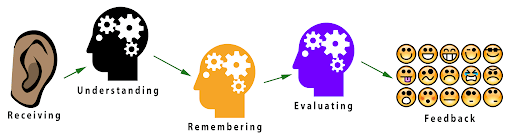 Receiving
Understanding
Remembering
Evaluating
Feedback